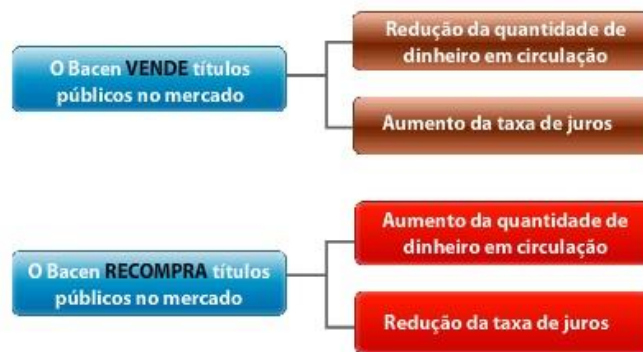 O Bacen VENDE títulos
públicos no mercado
Redução da quantidade de
dinheiro em circulação
Aumento da taxa de juros
O Bacen RECOMPRA títulos
públicos no mercado
Aumento da quantidade de
dinheiro em circulação
Redução da taxa de juros